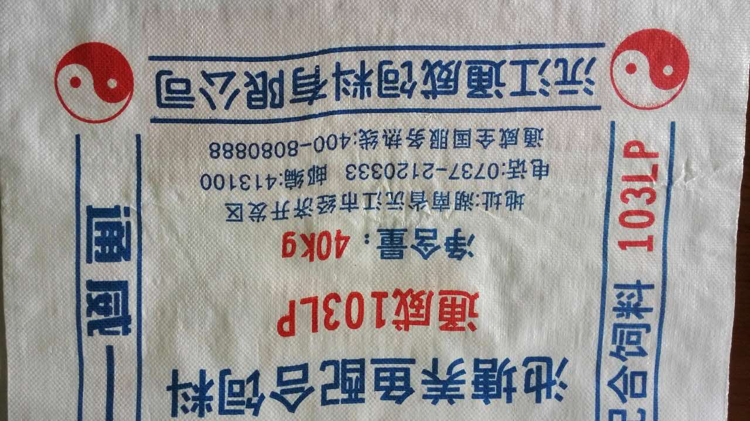 池塘养鱼配合饲料
通威103LP
净含量：40kg
地址:湖南省沅江市经济开发区
电话:0737-2120333 邮编:413100
通威全国服务热线:400-8080888
沅江通威饲料有限公司
配合饲料 103LP
通威一